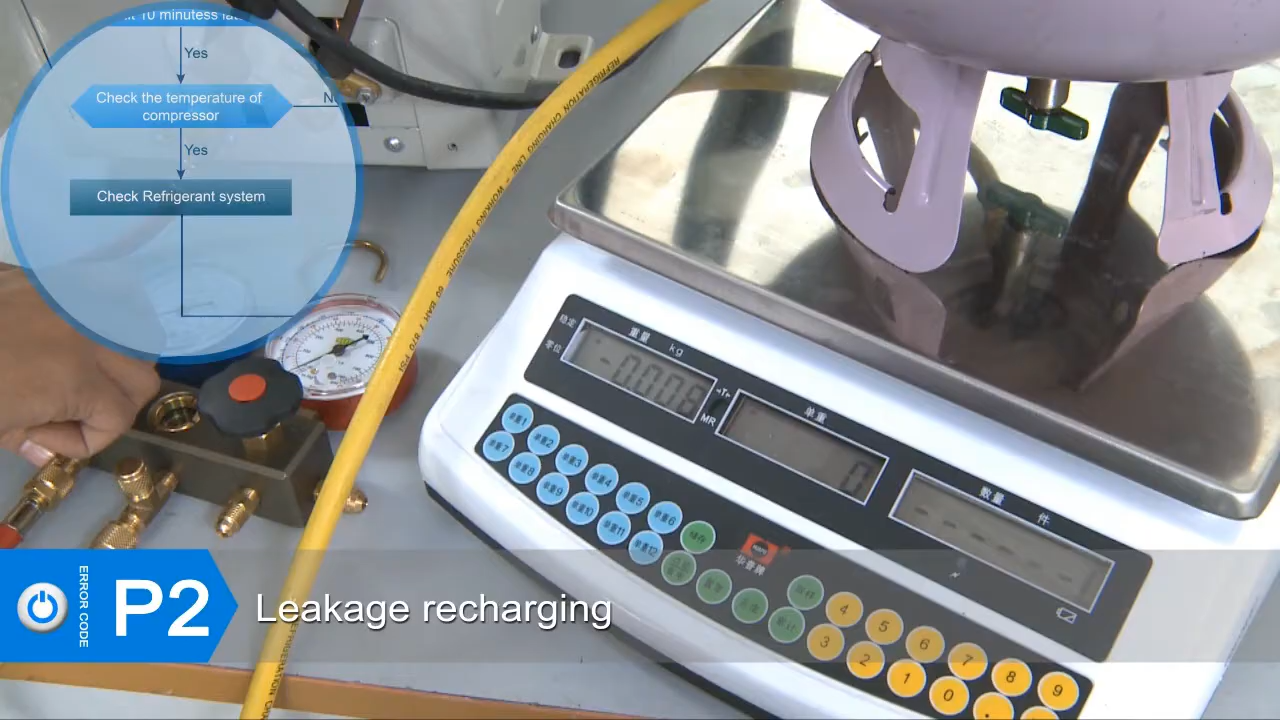 Yes
Check the temperature of
compressor
Yes
Check Refrigerant system
REFRIGERATION CHARGING LINE WORKING PRESSURE 60 BAR / 870 PSI
稳定
零位
重量 kg
-0.008
→T←
MR
单重
0
数量 件
单重1
单重2
单重3
单重4
单重5
单重6
单重7
单重8
单重9
单重10
单重11
单重12
储存
4
5
6
7
8
9
3
2
1
0
.
ERROR CODE
P2
Leakage recharging